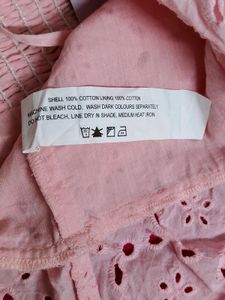 SHELL 100% COTTON LINING 100% COTTON
MACHINE WASH COLD. WASH DARK COLOURS SEPARATELY
DO NOT BLEACH, LINE DRY IN SHADE, MEDIUM HEAT IRON